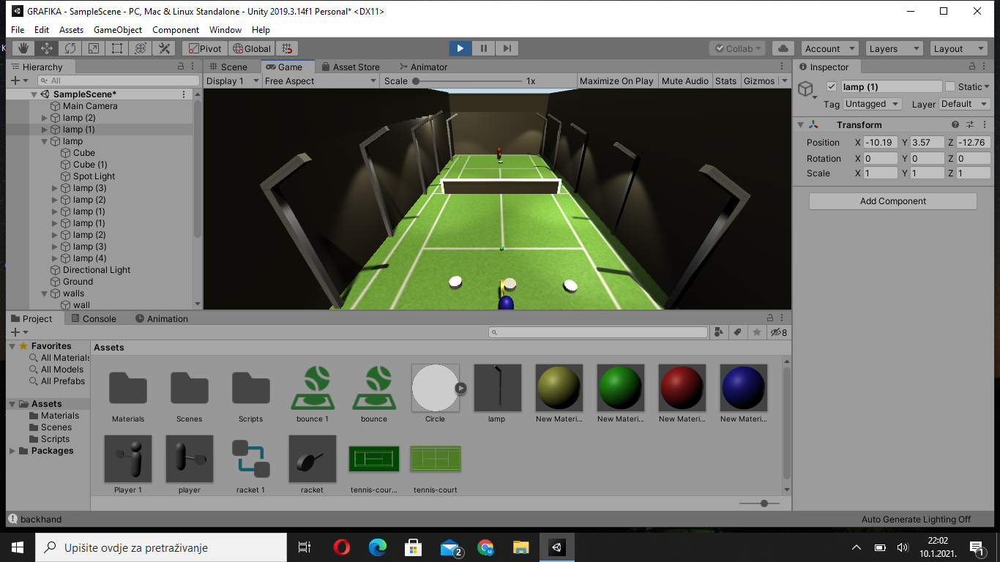 GRAFIKA - SampleScene - PC, Mac & Linux Standalone - Unity 2019.3.14f1 Personal* <DX11>
File Edit Assets GameObject Component Window Help
Pivot Global Collab Account Layers Layout
Hierarchy Scene Game Asset Store Animator Inspector
All Display 1 Free Aspect Scale 1x Maximize On Play Mute Audio Stats Gizmos
SampleScene*
Main Camera
lamp (2)
lamp (1)
lamp
Cube
Cube (1)
Spot Light
lamp (3)
lamp (2)
lamp (1)
lamp (1)
lamp (2)
lamp (3)
lamp (4)
Directional Light
Ground
walls
wall
lamp (1) Static
Tag Untagged Layer Default
Transform
Position X -10.19 Y 3.57 Z -12.76
Rotation X 0 Y 0 Z 0
Scale X 1 Y 1 Z 1
Add Component
Project Console Animation
8
Favorites
All Materials
All Models
All Prefabs
Assets
Materials
Scenes
Scripts
Packages
Assets
Materials Scenes Scripts bounce 1 bounce Circle lamp New Materi... New Materi... New Materi... New Materi...
Player 1 player racket 1 racket tennis-cour... tennis-court
backhand Auto Generate Lighting Off
Upišite ovdje za pretraživanje
2
22:02
10.1.2021.
1